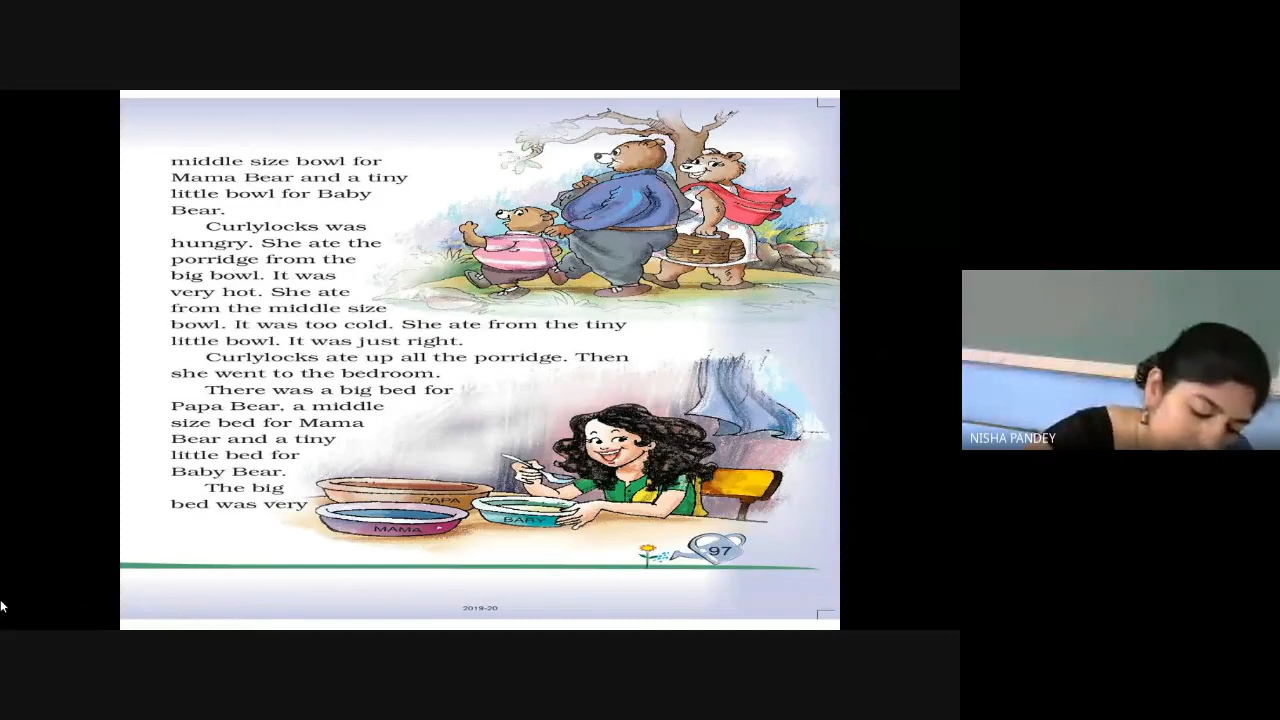 middle size bowl for
Mama Bear and a tiny
little bowl for Baby
Bear.
Curlylocks was
hungry. She ate the
porridge from the
big bowl. It was
very hot. She ate
from the middle size
bowl. It was too cold. She ate from the tiny
little bowl. It was just right.
Curlylocks ate up all the porridge. Then
she went to the bedroom.
There was a big bed for
Papa Bear, a middle
size bed for Mama
Bear and a tiny
little bed for
Baby Bear.
The big
bed was very
PAPA
MAMA
BABY
97
2019-20
NISHA PANDEY